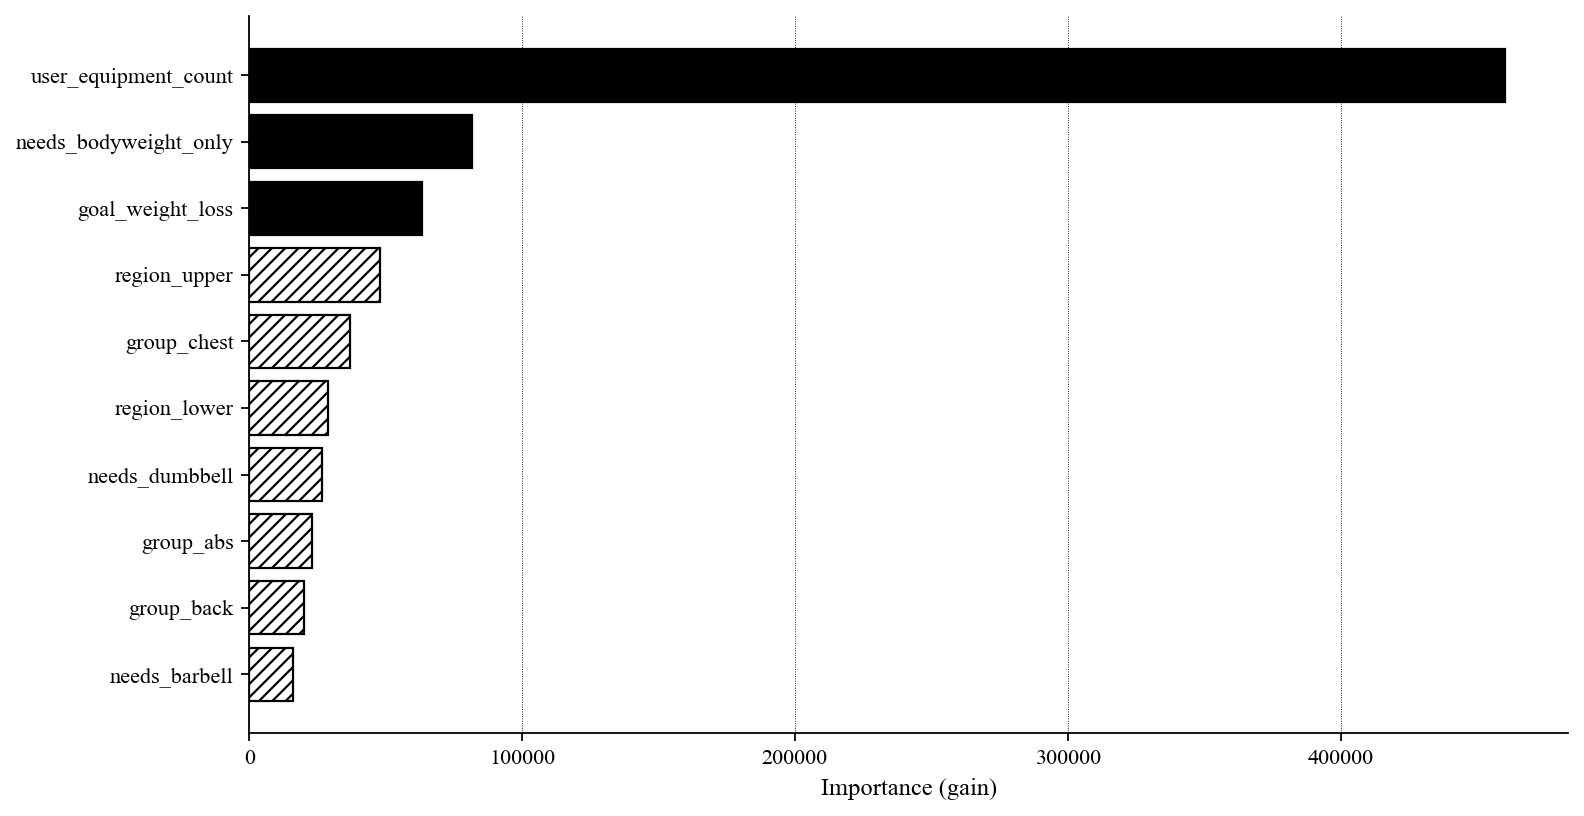 user_equipment_count
needs_bodyweight_only
goal_weight_loss
region_upper
group_chest
region_lower
needs_dumbbell
group_abs
group_back
needs_barbell
0 100000 200000 300000 400000
Importance (gain)